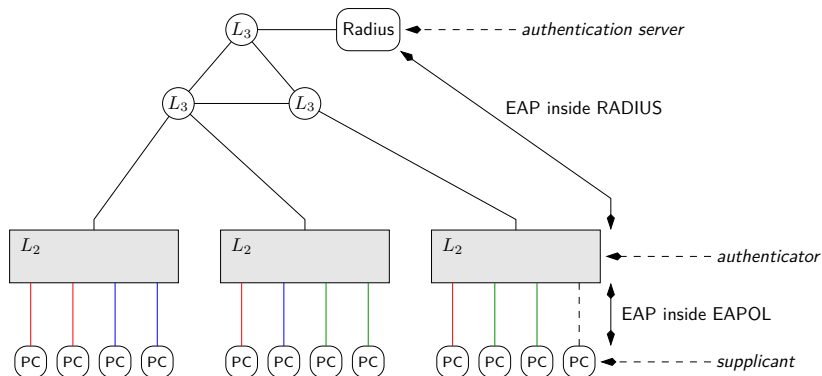 L3 Radius authentication server
L3 L3 EAP inside RADIUS
L2 L2 L2 authenticator
EAP inside EAPOL
PC PC PC PC PC PC PC PC PC PC PC PC supplicant